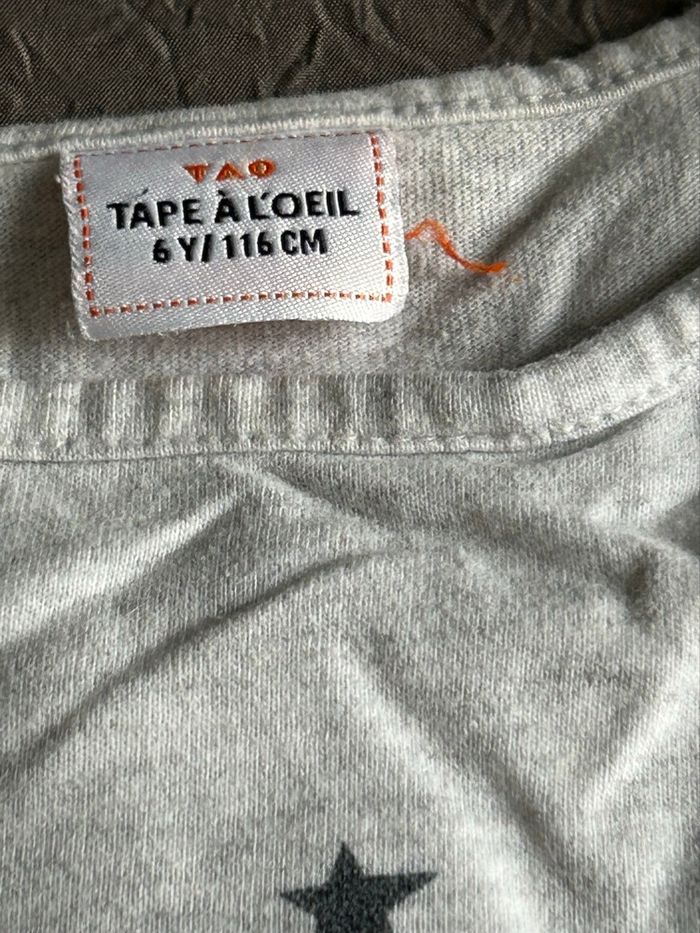 TAO
TAPE À L'OEIL
6 Y/ 116 CM